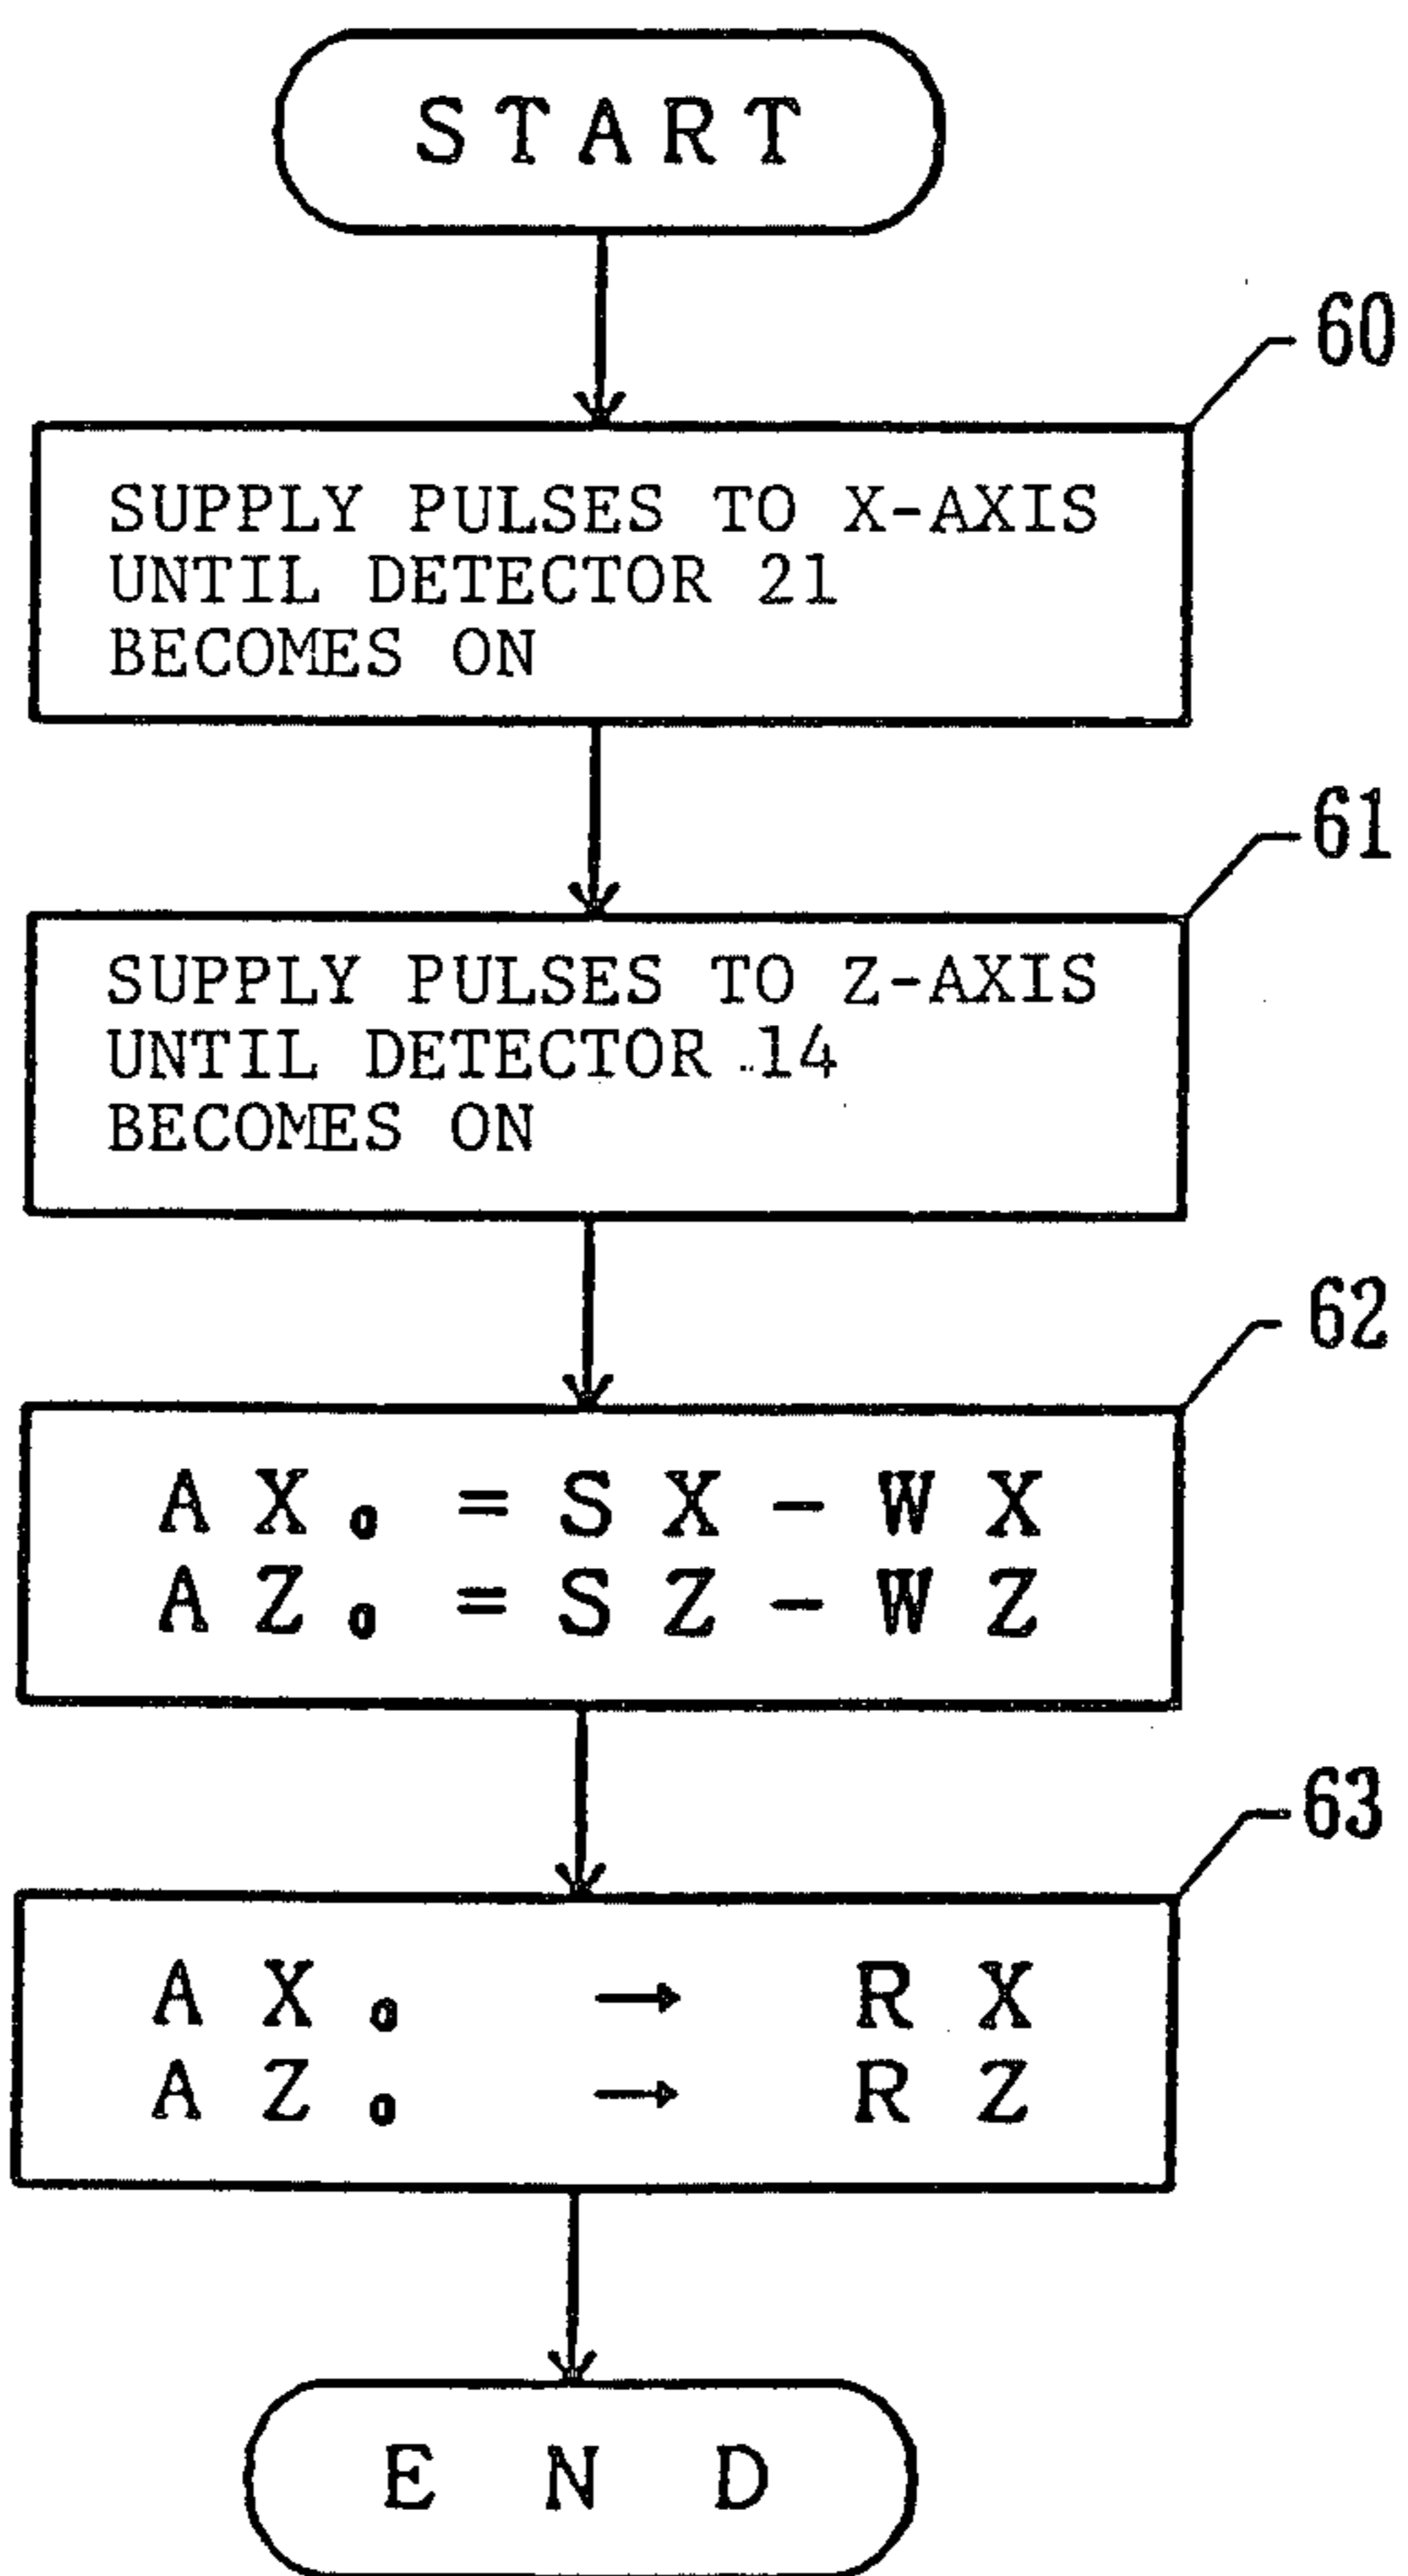 START
60
SUPPLY PULSES TO X-AXIS
UNTIL DETECTOR 21
BECOMES ON
61
SUPPLY PULSES TO Z-AXIS
UNTIL DETECTOR 14
BECOMES ON
62
AX₀ = SX - WX
AZ₀ = SZ - WZ
63
AX₀ → RX
AZ₀ → RZ
END